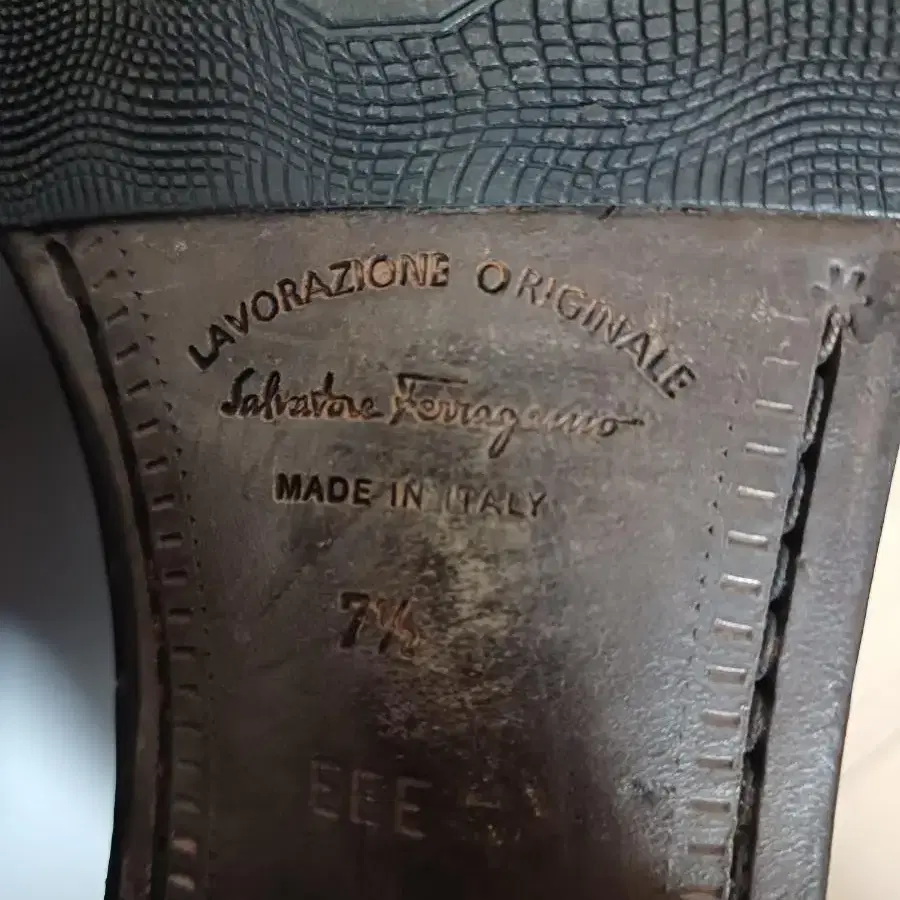 LAVORAZIONE ORIGINALE
Salvatore Ferragamo
MADE IN ITALY
7½
EEE